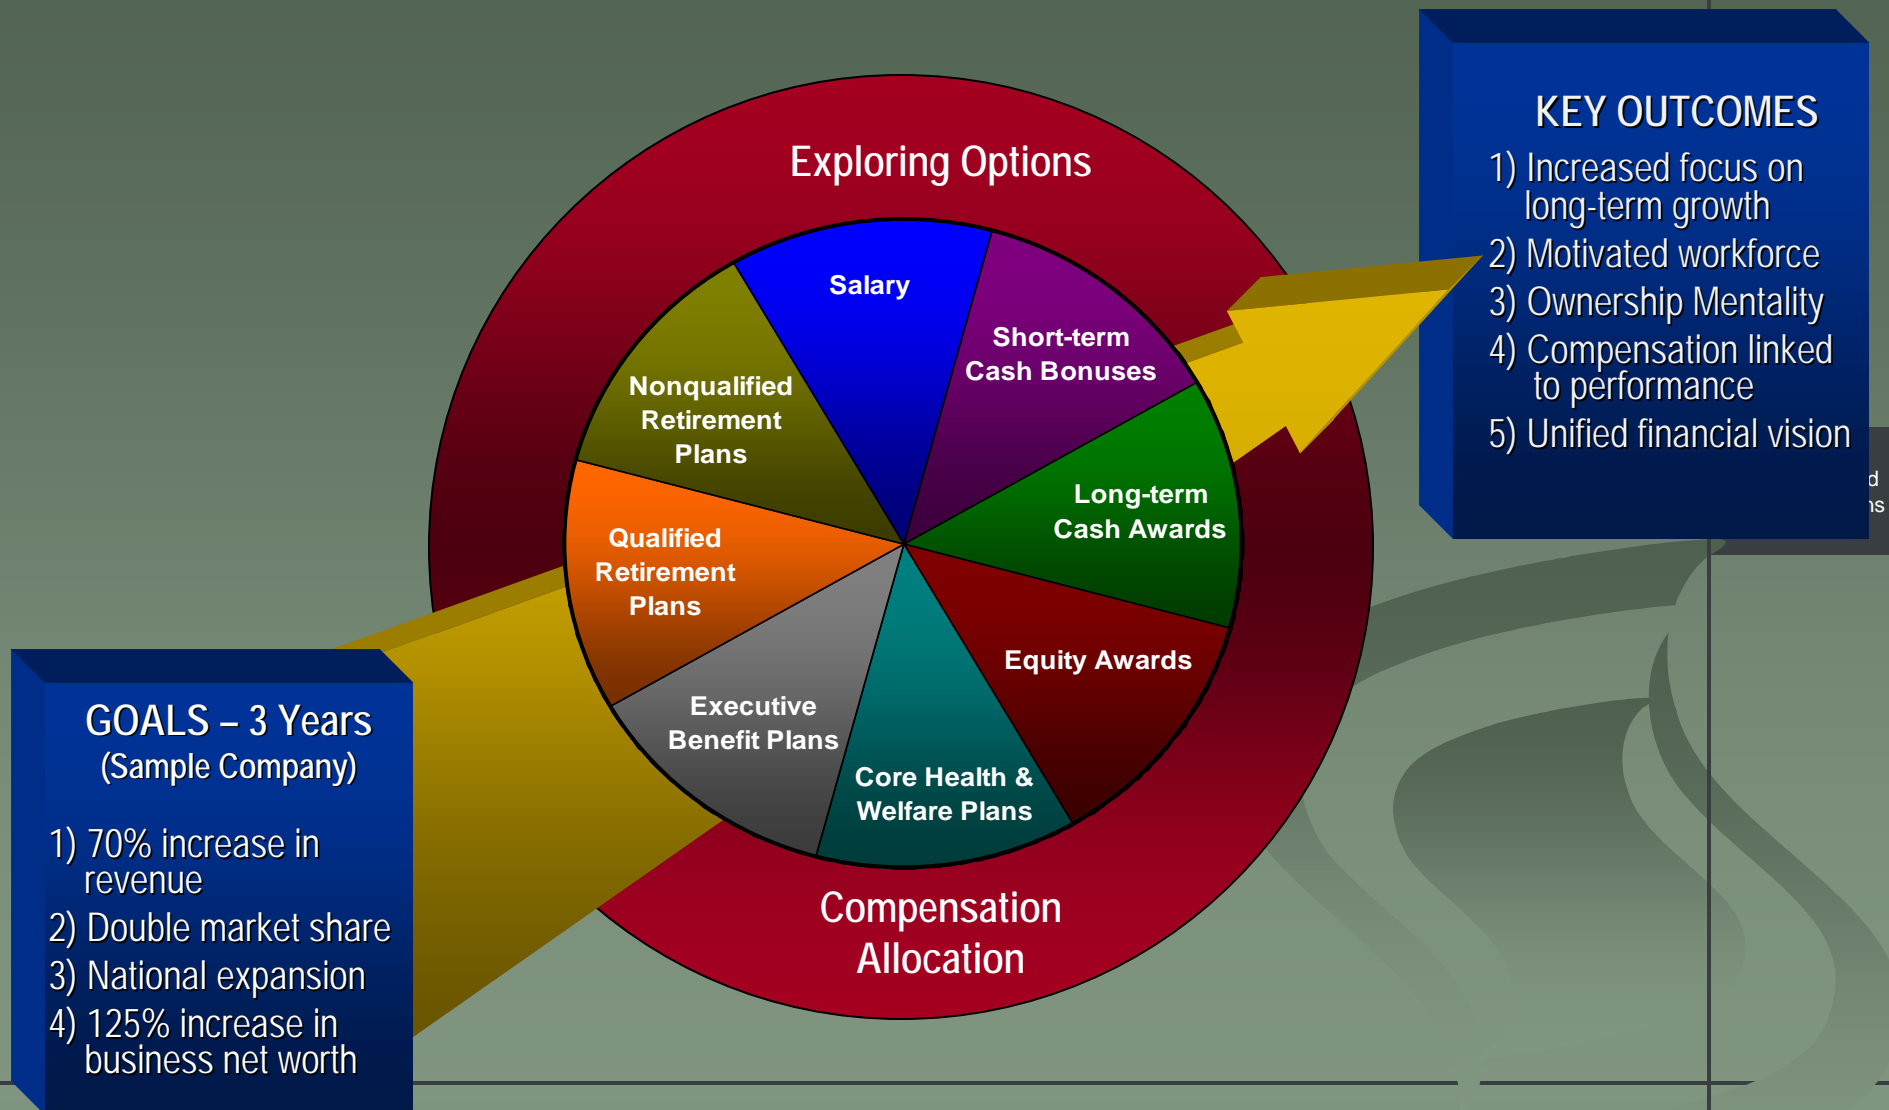 Exploring Options
Salary
Short-term
Cash Bonuses
Long-term
Cash Awards
Equity Awards
Core Health &
Welfare Plans
Executive
Benefit Plans
Qualified
Retirement
Plans
Nonqualified
Retirement
Plans
Compensation
Allocation
GOALS – 3 Years
(Sample Company)
1) 70% increase in
revenue
2) Double market share
3) National expansion
4) 125% increase in
business net worth
KEY OUTCOMES
1) Increased focus on
long-term growth
2) Motivated workforce
3) Ownership Mentality
4) Compensation linked
to performance
5) Unified financial vision